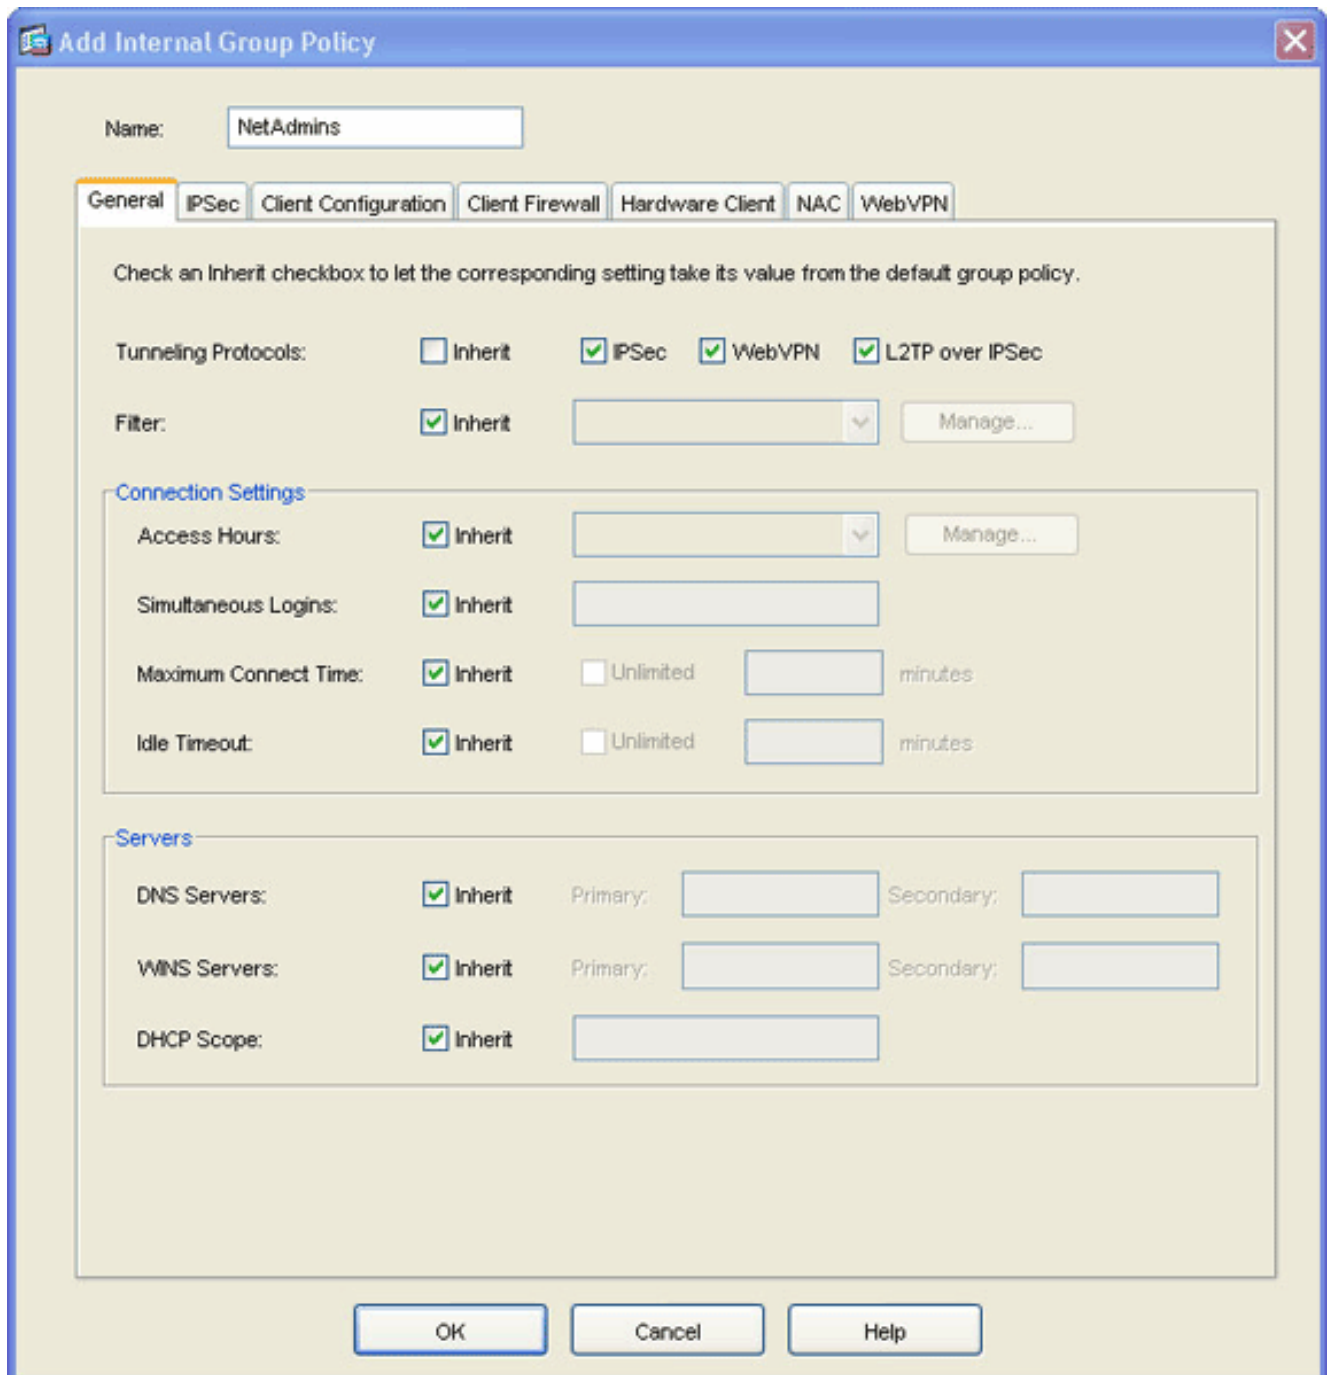 Add Internal Group Policy
Name: NetAdmins
General IPSec Client Configuration Client Firewall Hardware Client NAC WebVPN
Check an Inherit checkbox to let the corresponding setting take its value from the default group policy.
Tunneling Protocols: Inherit IPSec WebVPN L2TP over IPSec
Filter: Inherit Manage...
Connection Settings
Access Hours: Inherit Manage...
Simultaneous Logins: Inherit
Maximum Connect Time: Inherit Unlimited minutes
Idle Timeout: Inherit Unlimited minutes
Servers
DNS Servers: Inherit Primary: Secondary:
WINS Servers: Inherit Primary: Secondary:
DHCP Scope: Inherit
OK Cancel Help